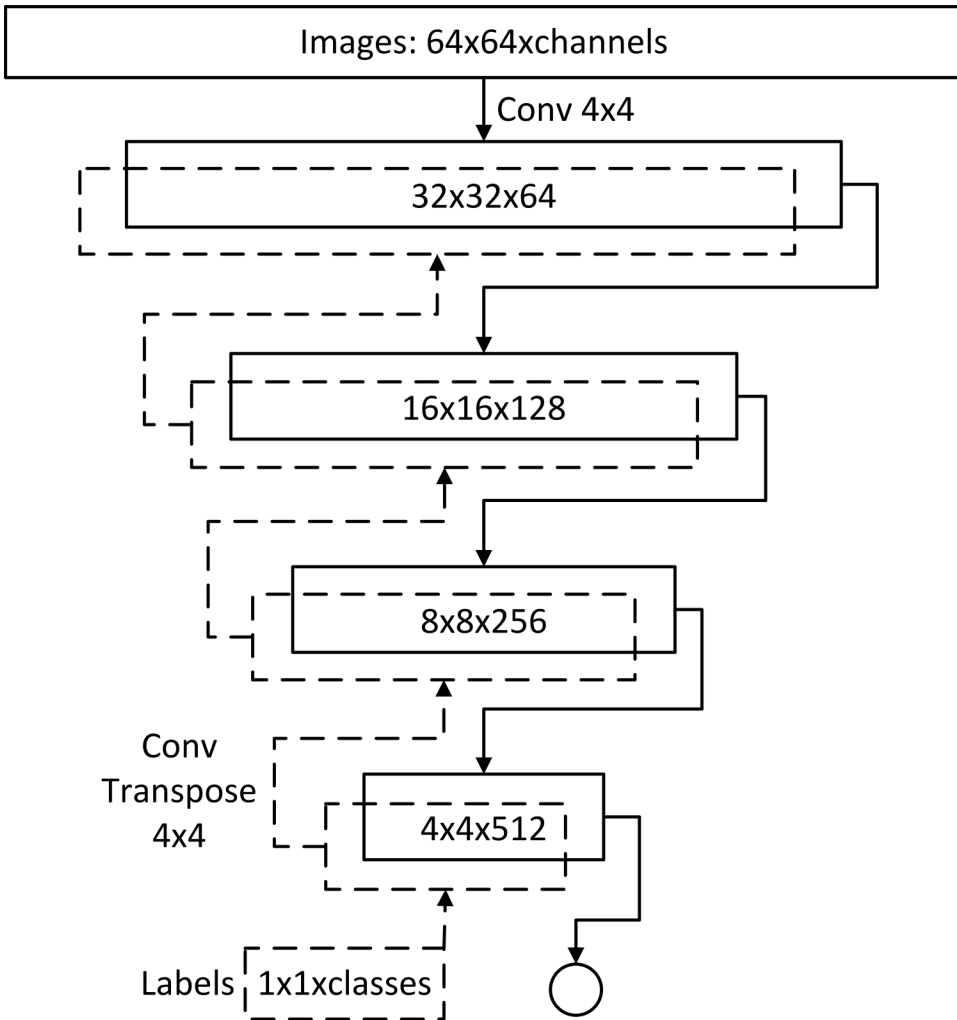 Images: 64x64xchannels
Conv 4x4
32x32x64
16x16x128
8x8x256
Conv
Transpose
4x4
4x4x512
Labels 1x1xclasses